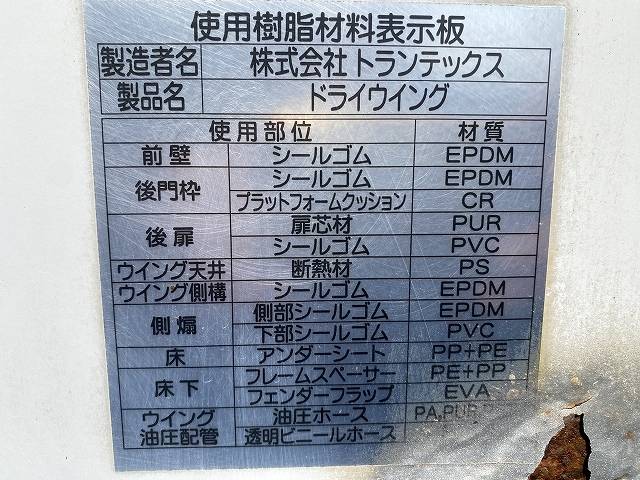 使用樹脂材料表示板
製造者名 株式会社 トランテックス
製品名 ドライウイング
使用部位 材質
前壁 シールゴム EPDM
後門枠 シールゴム EPDM
プラットフォームクッション CR
後扉 扉芯材 PUR
シールゴム PVC
ウイング天井 断熱材 PS
ウイング側構 シールゴム EPDM
側煽 側部シールゴム EPDM
下部シールゴム PVC
床 アンダーシート PP+PE
床下 フレームスペーサー PE+PP
フェンダーフラップ EVA
ウイング 油圧ホース PA,PUR
油圧配管 透明ビニールホース